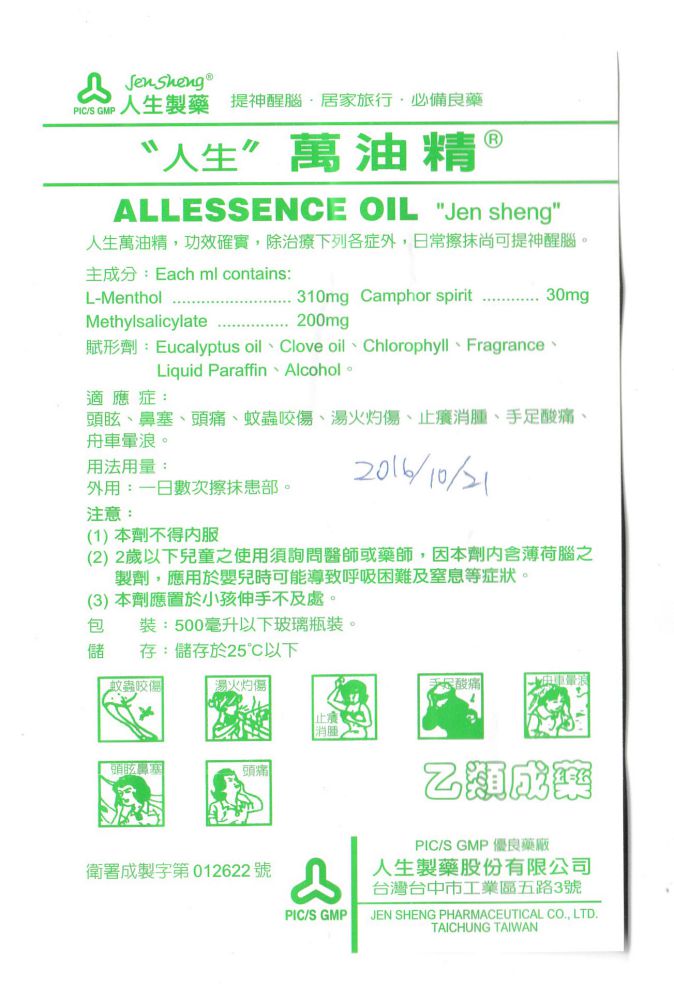 Jen Sheng®
PIC/S GMP 人生製藥 提神醒腦．居家旅行．必備良藥
“人生” 萬油精®
ALLESSENCE OIL "Jen sheng"
人生萬油精，功效確實，除治療下列各症外，日常擦抹尚可提神醒腦。
主成分：Each ml contains:
L-Menthol ........................ 310mg Camphor spirit ............ 30mg
Methylsalicylate ............... 200mg
賦形劑：Eucalyptus oil、Clove oil、Chlorophyll、Fragrance、
Liquid Paraffin、Alcohol。
適應症：
頭眩、鼻塞、頭痛、蚊蟲咬傷、湯火灼傷、止癢消腫、手足酸痛、
舟車暈浪。
用法用量：
外用：一日數次擦抹患部。
2016/10/21
注意：
(1) 本劑不得內服
(2) 2歲以下兒童之使用須詢問醫師或藥師，因本劑內含薄荷腦之
製劑，應用於嬰兒時可能導致呼吸困難及窒息等症狀。
(3) 本劑應置於小孩伸手不及處。
包 裝：500毫升以下玻璃瓶裝。
儲 存：儲存於25°C以下
蚊蟲咬傷 湯火灼傷 止癢消腫 手足酸痛 舟車暈浪
頭眩鼻塞 頭痛
乙類成藥
衛署成製字第 012622 號
PIC/S GMP
PIC/S GMP 優良藥廠
人生製藥股份有限公司
台灣台中市工業區五路3號
JEN SHENG PHARMACEUTICAL CO., LTD.
TAICHUNG TAIWAN